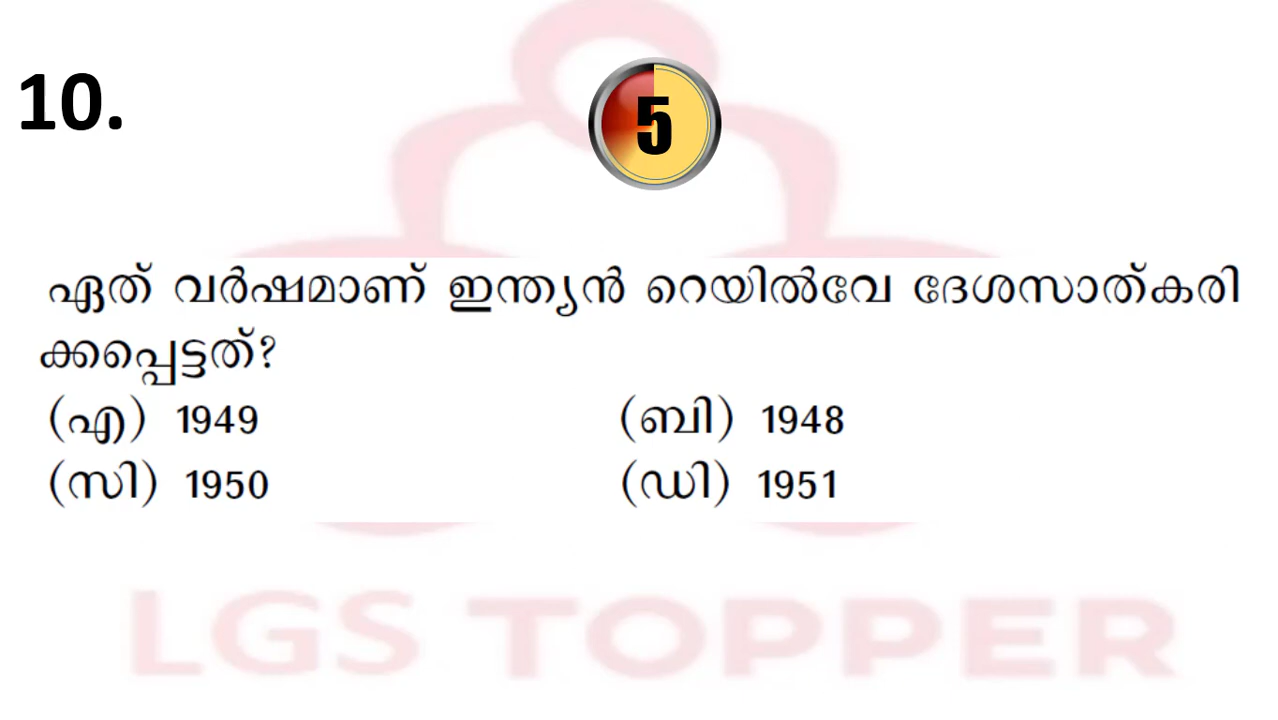 10.
5
ഏത് വർഷമാണ് ഇന്ത്യൻ റെയിൽവേ ദേശസാത്കരി
ക്കപ്പെട്ടത്?
(എ) 1949 (ബി) 1948
(സി) 1950 (ഡി) 1951
LGS TOPPER